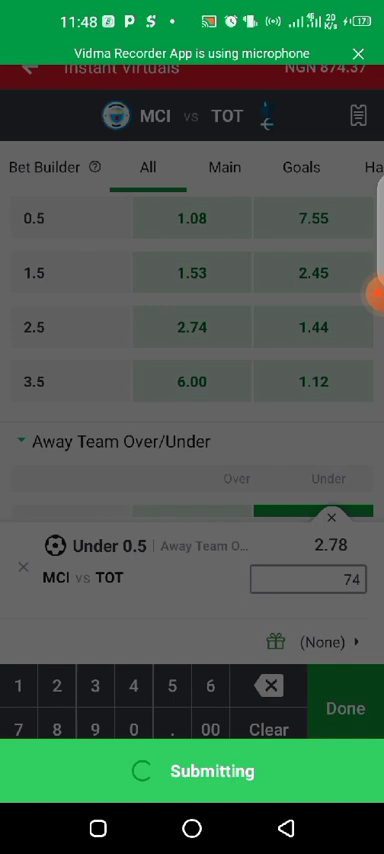 11:48
4G 20 K/s 17
Vidma Recorder App is using microphone
Instant Virtuals NGN 874.37
MCI vs TOT
Bet Builder ? All Main Goals Ha
0.5 1.08 7.55
1.5 1.53 2.45
2.5 2.74 1.44
3.5 6.00 1.12
Away Team Over/Under
Over Under
Under 0.5 | Away Team O... 2.78
MCI vs TOT 74
(None)
1 2 3 4 5 6
Done
7 8 9 0 . 00 Clear
Submitting